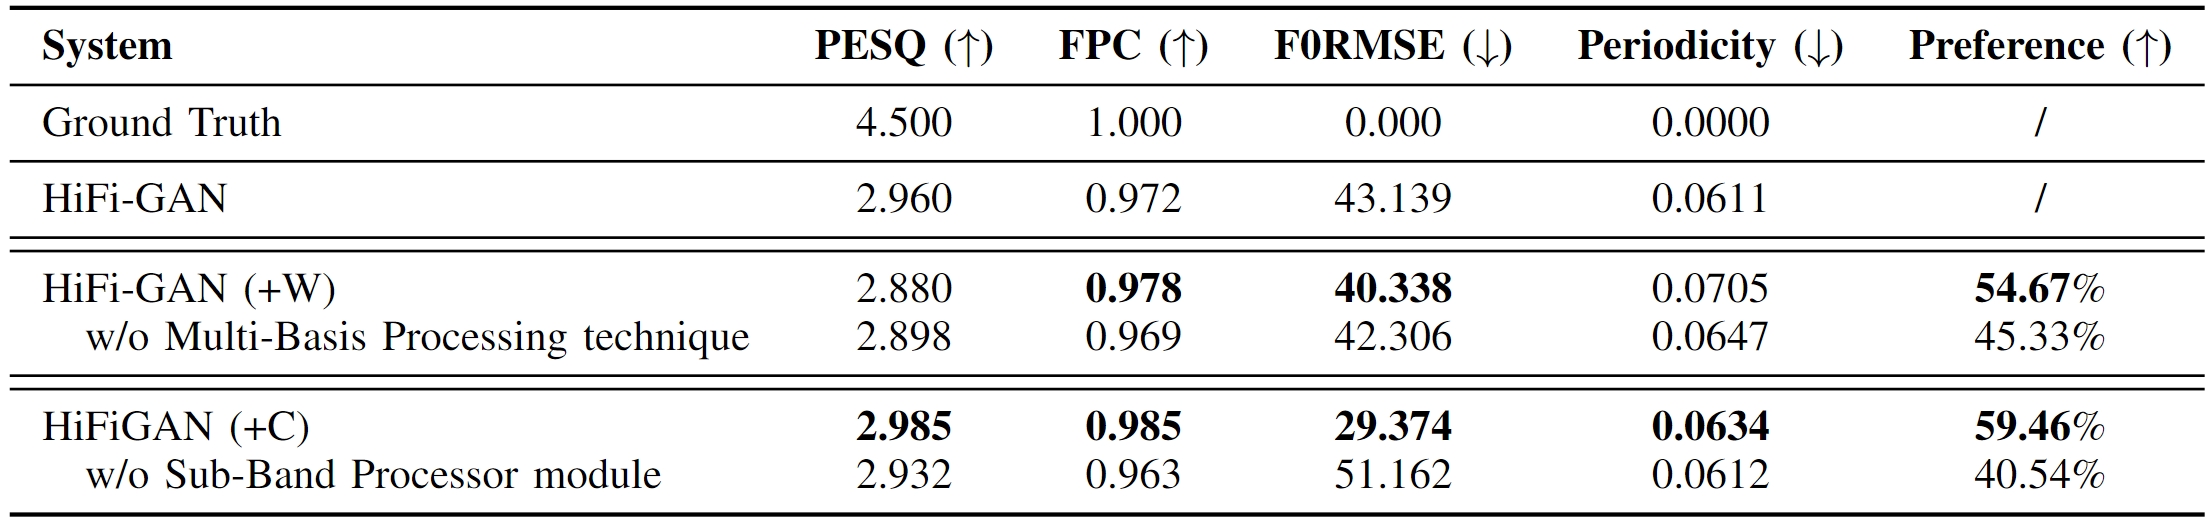 System PESQ (↑) FPC (↑) F0RMSE (↓) Periodicity (↓) Preference (↑)
Ground Truth 4.500 1.000 0.000 0.0000 /
HiFi-GAN 2.960 0.972 43.139 0.0611 /
HiFi-GAN (+W) 2.880 0.978 40.338 0.0705 54.67%
w/o Multi-Basis Processing technique 2.898 0.969 42.306 0.0647 45.33%
HiFiGAN (+C) 2.985 0.985 29.374 0.0634 59.46%
w/o Sub-Band Processor module 2.932 0.963 51.162 0.0612 40.54%